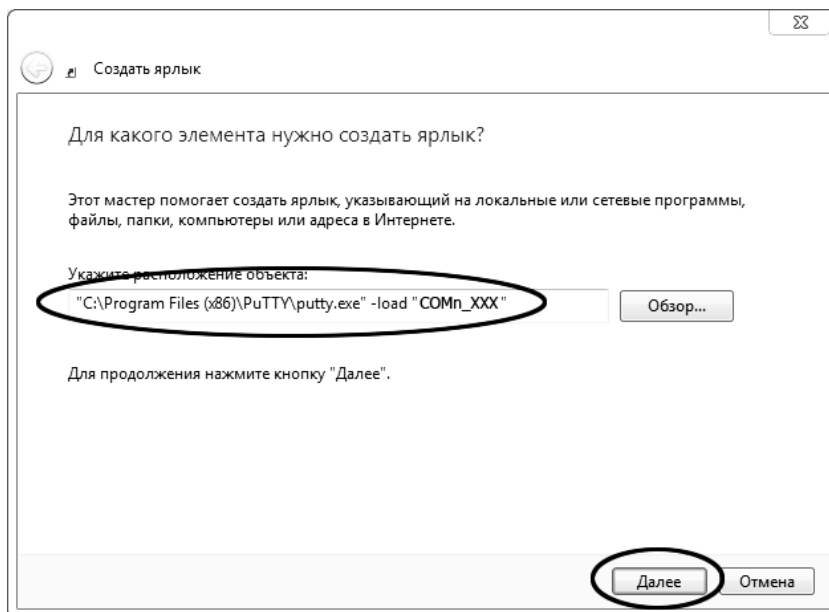 Создать ярлык
Для какого элемента нужно создать ярлык?
Этот мастер помогает создать ярлык, указывающий на локальные или сетевые программы,
файлы, папки, компьютеры или адреса в Интернете.
Укажите расположение объекта:
"C:\Program Files (x86)\PuTTY\putty.exe" -load "COMn_XXX"
Обзор...
Для продолжения нажмите кнопку "Далее".
Далее
Отмена